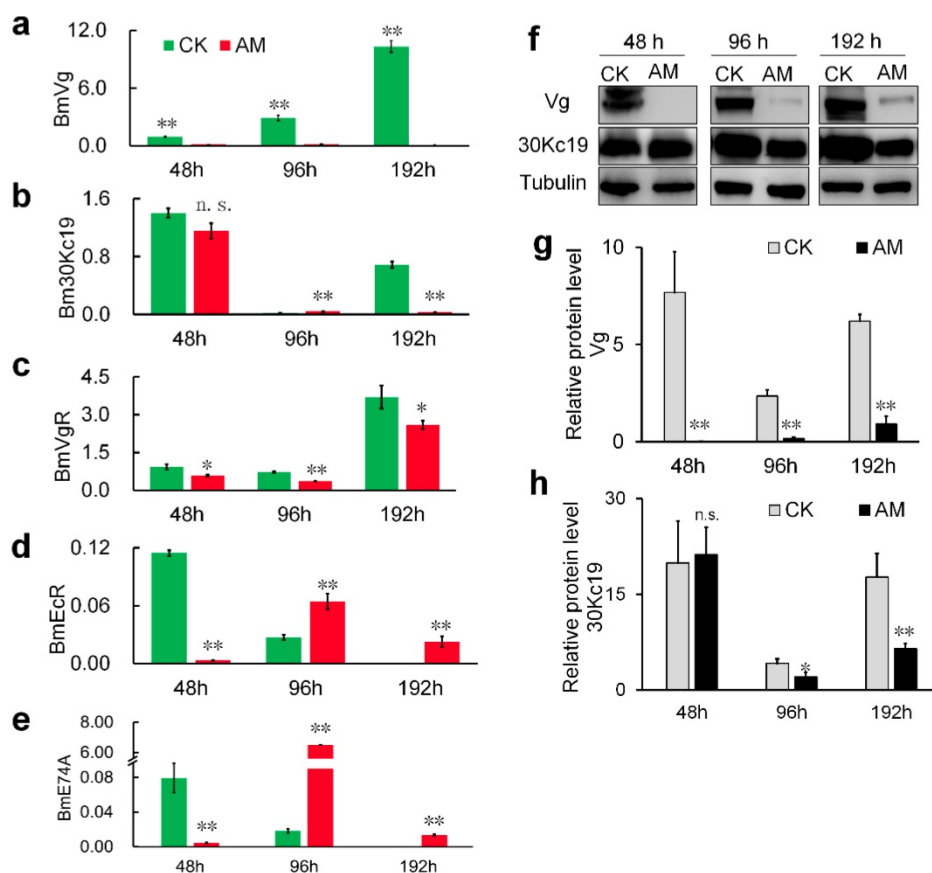 a
CK AM
BmVg
12.0
9.0
6.0
3.0
0.0
**
**
**
48h 96h 192h
b
Bm30Kc19
1.6
0.8
0.0
n. s.
**
**
48h 96h 192h
c
BmVgR
4.5
3.0
1.5
0.0
*
**
*
48h 96h 192h
d
BmEcR
0.12
0.06
0.00
**
**
**
48h 96h 192h
e
BmE74A
8.00
6.00
0.08
0.04
0.00
**
**
**
48h 96h 192h
f
48 h 96 h 192 h
CK AM CK AM CK AM
Vg
30Kc19
Tubulin
g
Relative protein level
Vg
CK AM
10
5
0
**
**
**
48h 96h 192h
h
Relative protein level
30Kc19
CK AM
30
15
0
n.s.
*
**
48h 96h 192h